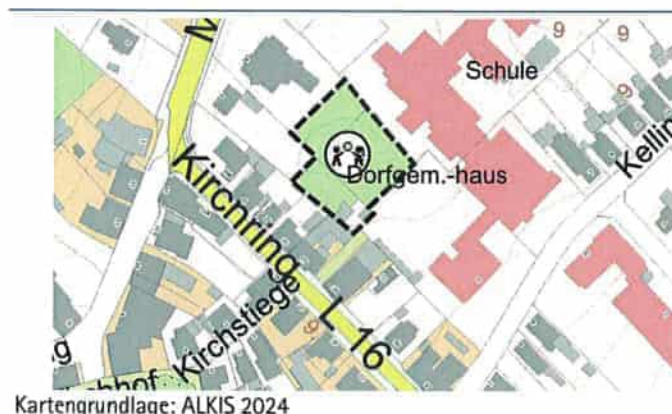 Schule
Dorfgem.-haus
Kirchring
L 16
Kirchstiege
Kartengrundlage: ALKIS 2024